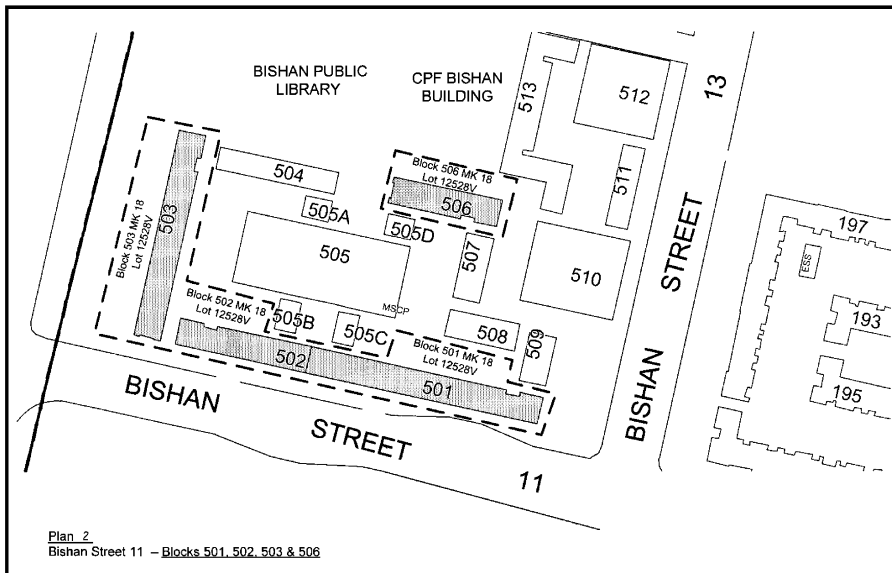 BISHAN PUBLIC
LIBRARY
CPF BISHAN
BUILDING
513
512
13
511
504
Block 506 MK 18
Lot 12528V
506
505A
505D
503
Block 503 MK 18
Lot 12528V
505
507
510
STREET
197
ESS
193
195
Block 502 MK 18
Lot 12528V
505B
505C
MSCP
508
509
Block 501 MK 18
Lot 12528V
502
501
BISHAN
BISHAN
STREET
11
Plan 2
Bishan Street 11 – Blocks 501, 502, 503 & 506